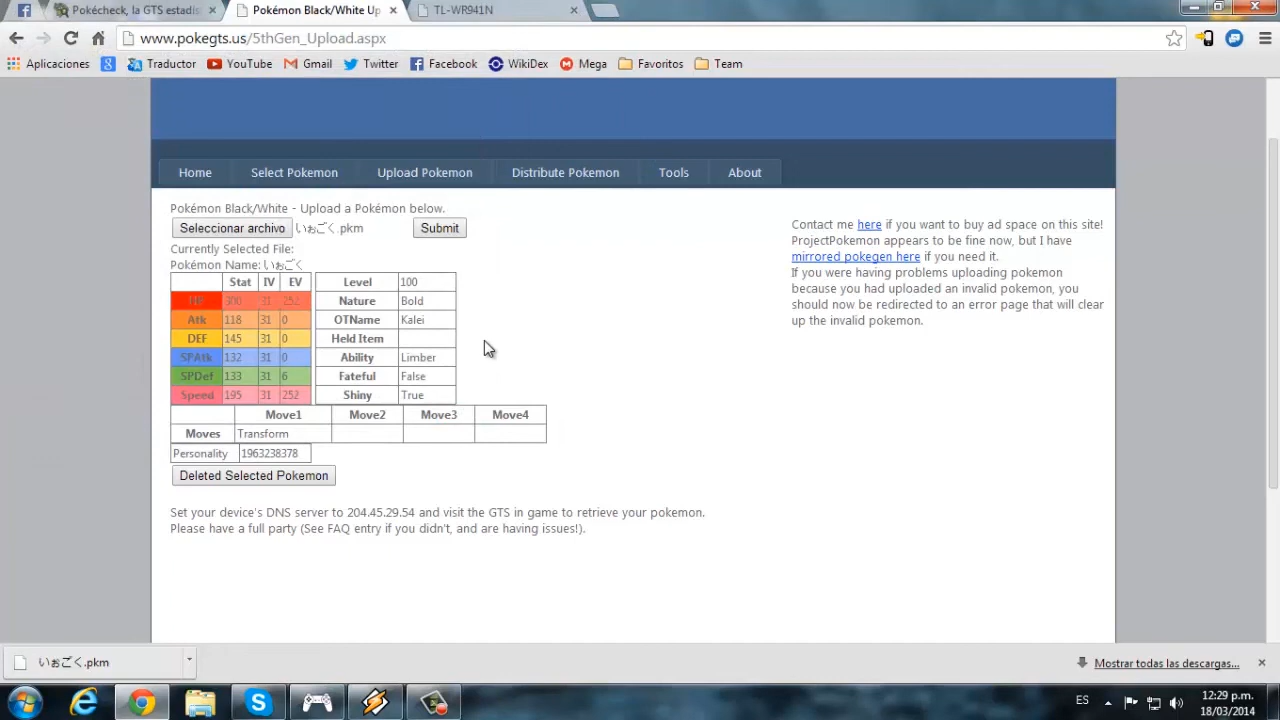 Pokécheck, la GTS estadís
Pokémon Black/White Up
TL-WR941N
www.pokegts.us/5thGen_Upload.aspx
Aplicaciones
Traductor
YouTube
Gmail
Twitter
Facebook
WikiDex
Mega
Favoritos
Team
Home
Select Pokemon
Upload Pokemon
Distribute Pokemon
Tools
About
Pokémon Black/White - Upload a Pokémon below.
Seleccionar archivo いぉごく.pkm Submit
Currently Selected File:
Pokémon Name: いぉごく
Stat IV EV
HP 300 31 252
Atk 118 31 0
DEF 145 31 0
SPAtk 132 31 0
SPDef 133 31 6
Speed 195 31 252
Level 100
Nature Bold
OTName Kalei
Held Item
Ability Limber
Fateful False
Shiny True
Move1 Move2 Move3 Move4
Moves Transform
Personality 1963238378
Deleted Selected Pokemon
Set your device's DNS server to 204.45.29.54 and visit the GTS in game to retrieve your pokemon.
Please have a full party (See FAQ entry if you didn't, and are having issues!).
Contact me here if you want to buy ad space on this site!
ProjectPokemon appears to be fine now, but I have
mirrored pokegen here if you need it.
If you were having problems uploading pokemon
because you had uploaded an invalid pokemon, you
should now be redirected to an error page that will clear
up the invalid pokemon.
いぉごく.pkm
Mostrar todas las descargas...
ES
12:29 p.m.
18/03/2014